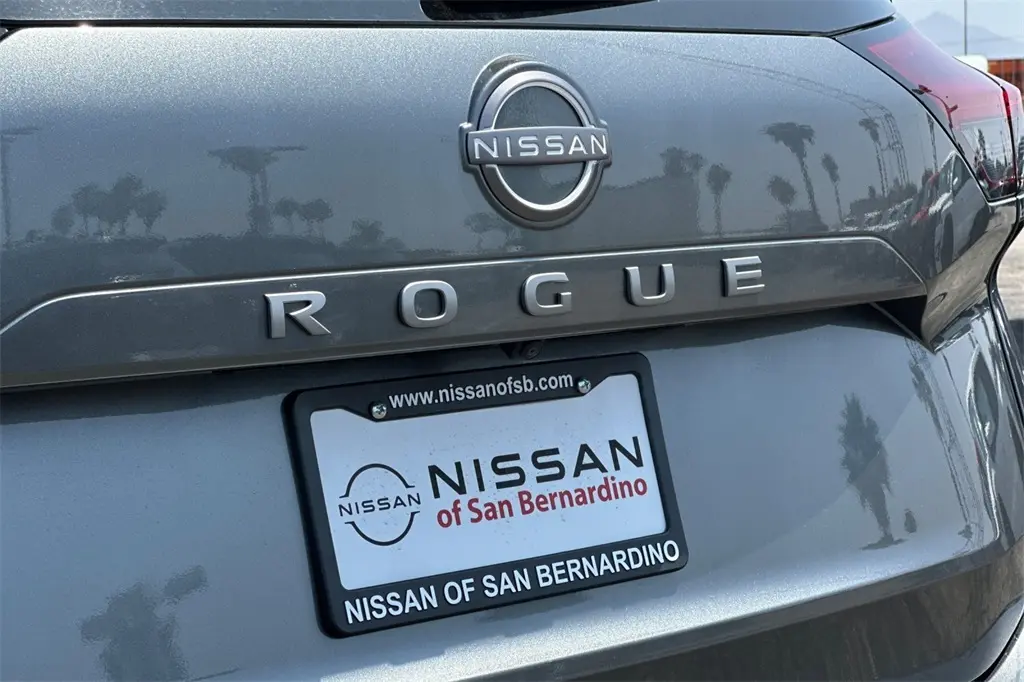 NISSAN
ROGUE
www.nissanofsb.com
NISSAN
NISSAN
of San Bernardino
NISSAN OF SAN BERNARDINO